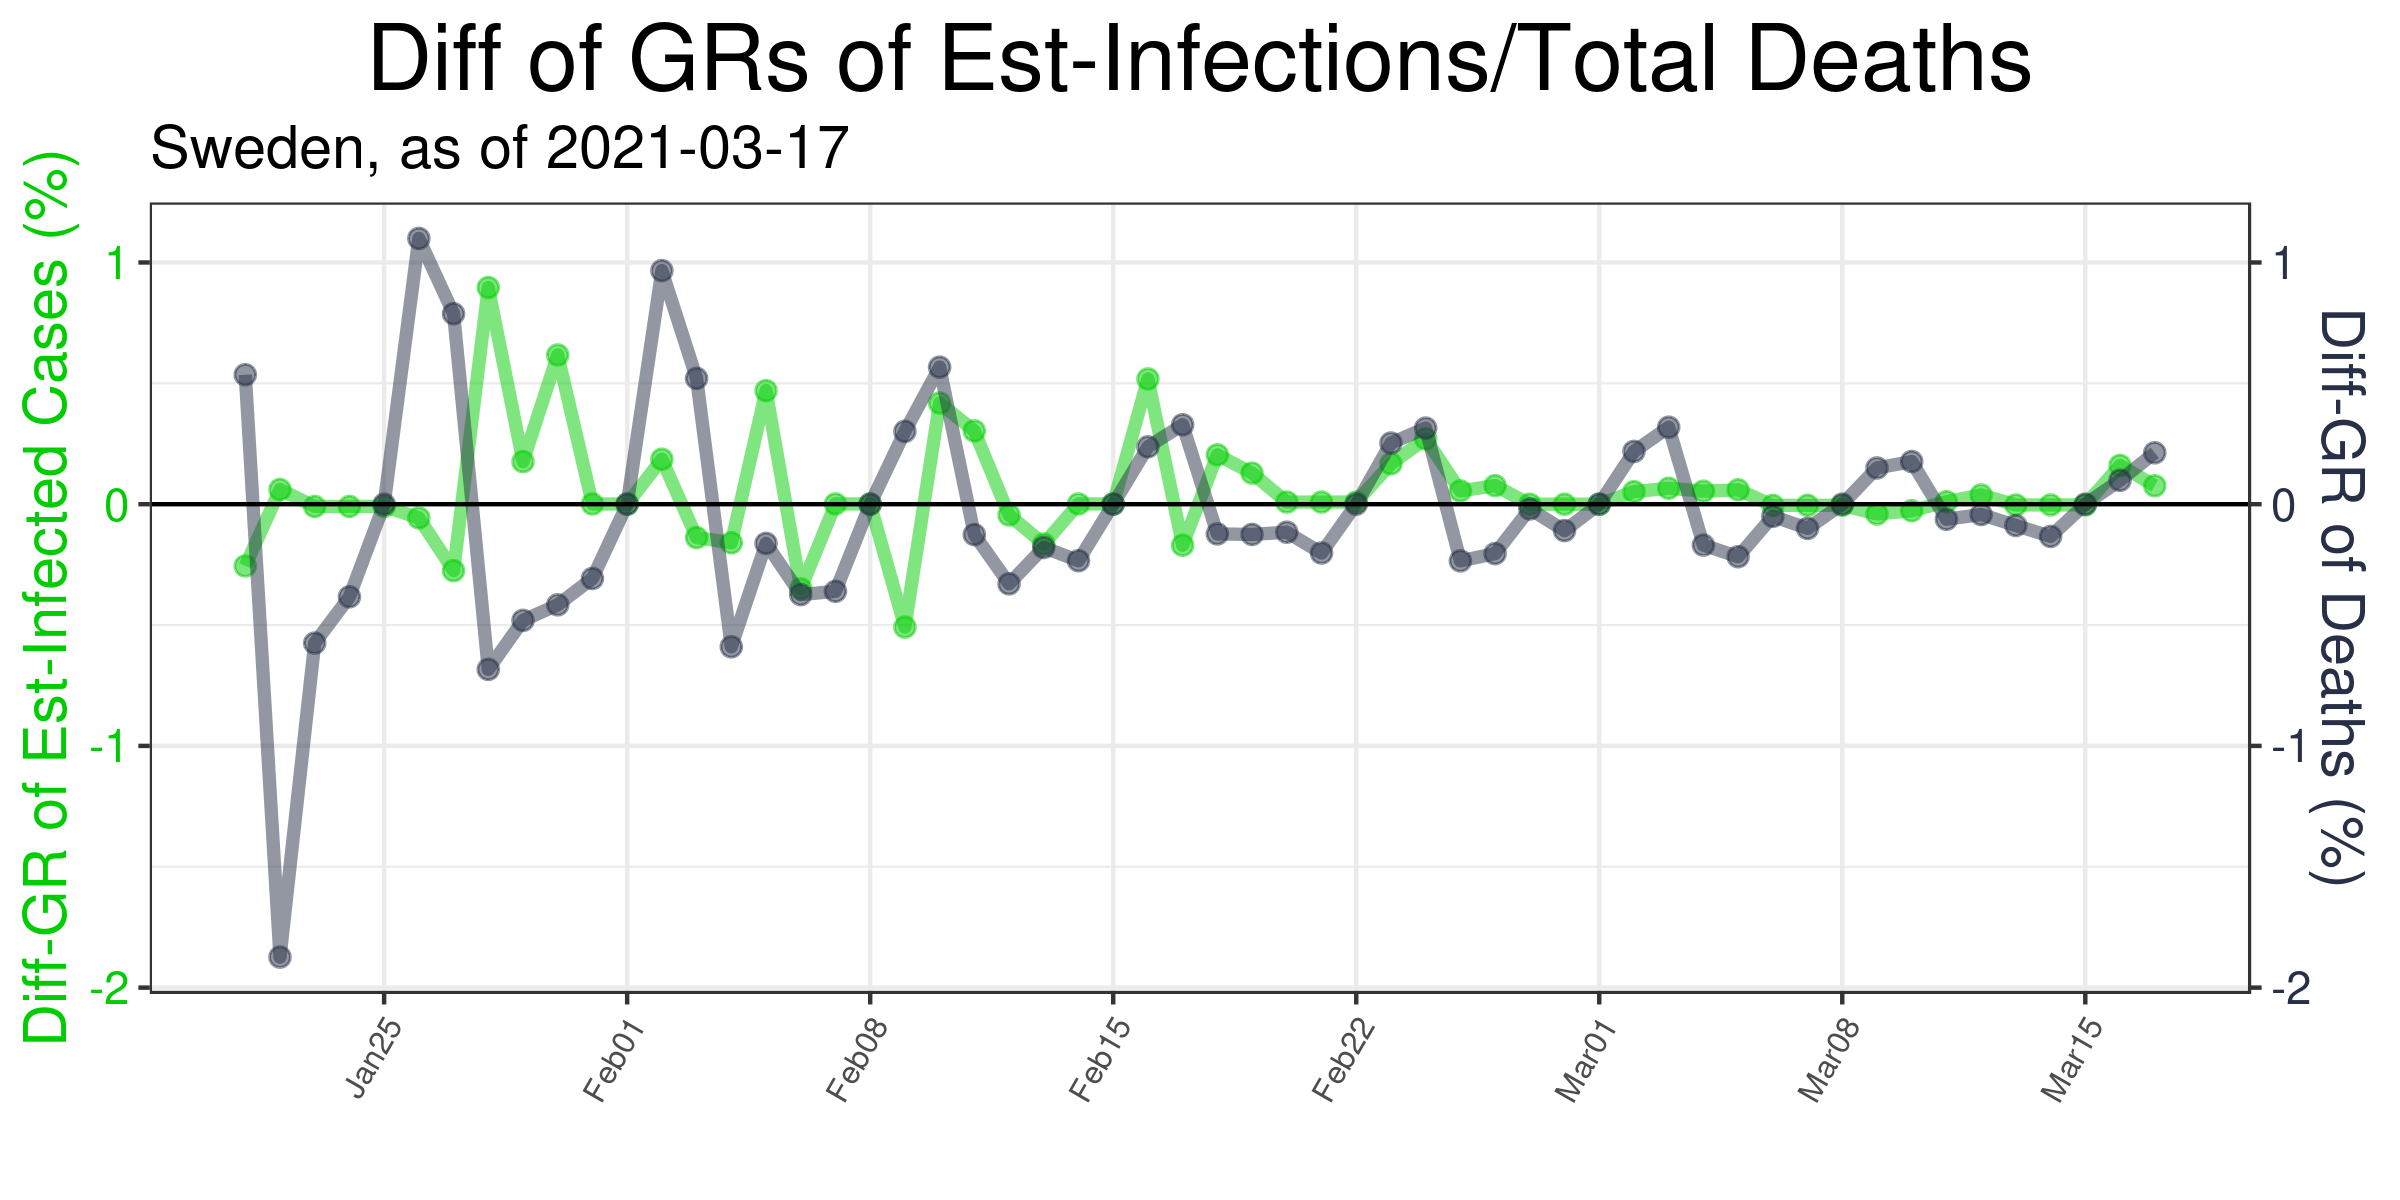 Diff of GRs of Est-Infections/Total Deaths
Sweden, as of 2021-03-17
Diff-GR of Est-Infected Cases (%)
1
0
-1
-2
1
0
-1
-2
Diff-GR of Deaths (%)
Jan25
Feb01
Feb08
Feb15
Feb22
Mar01
Mar08
Mar15